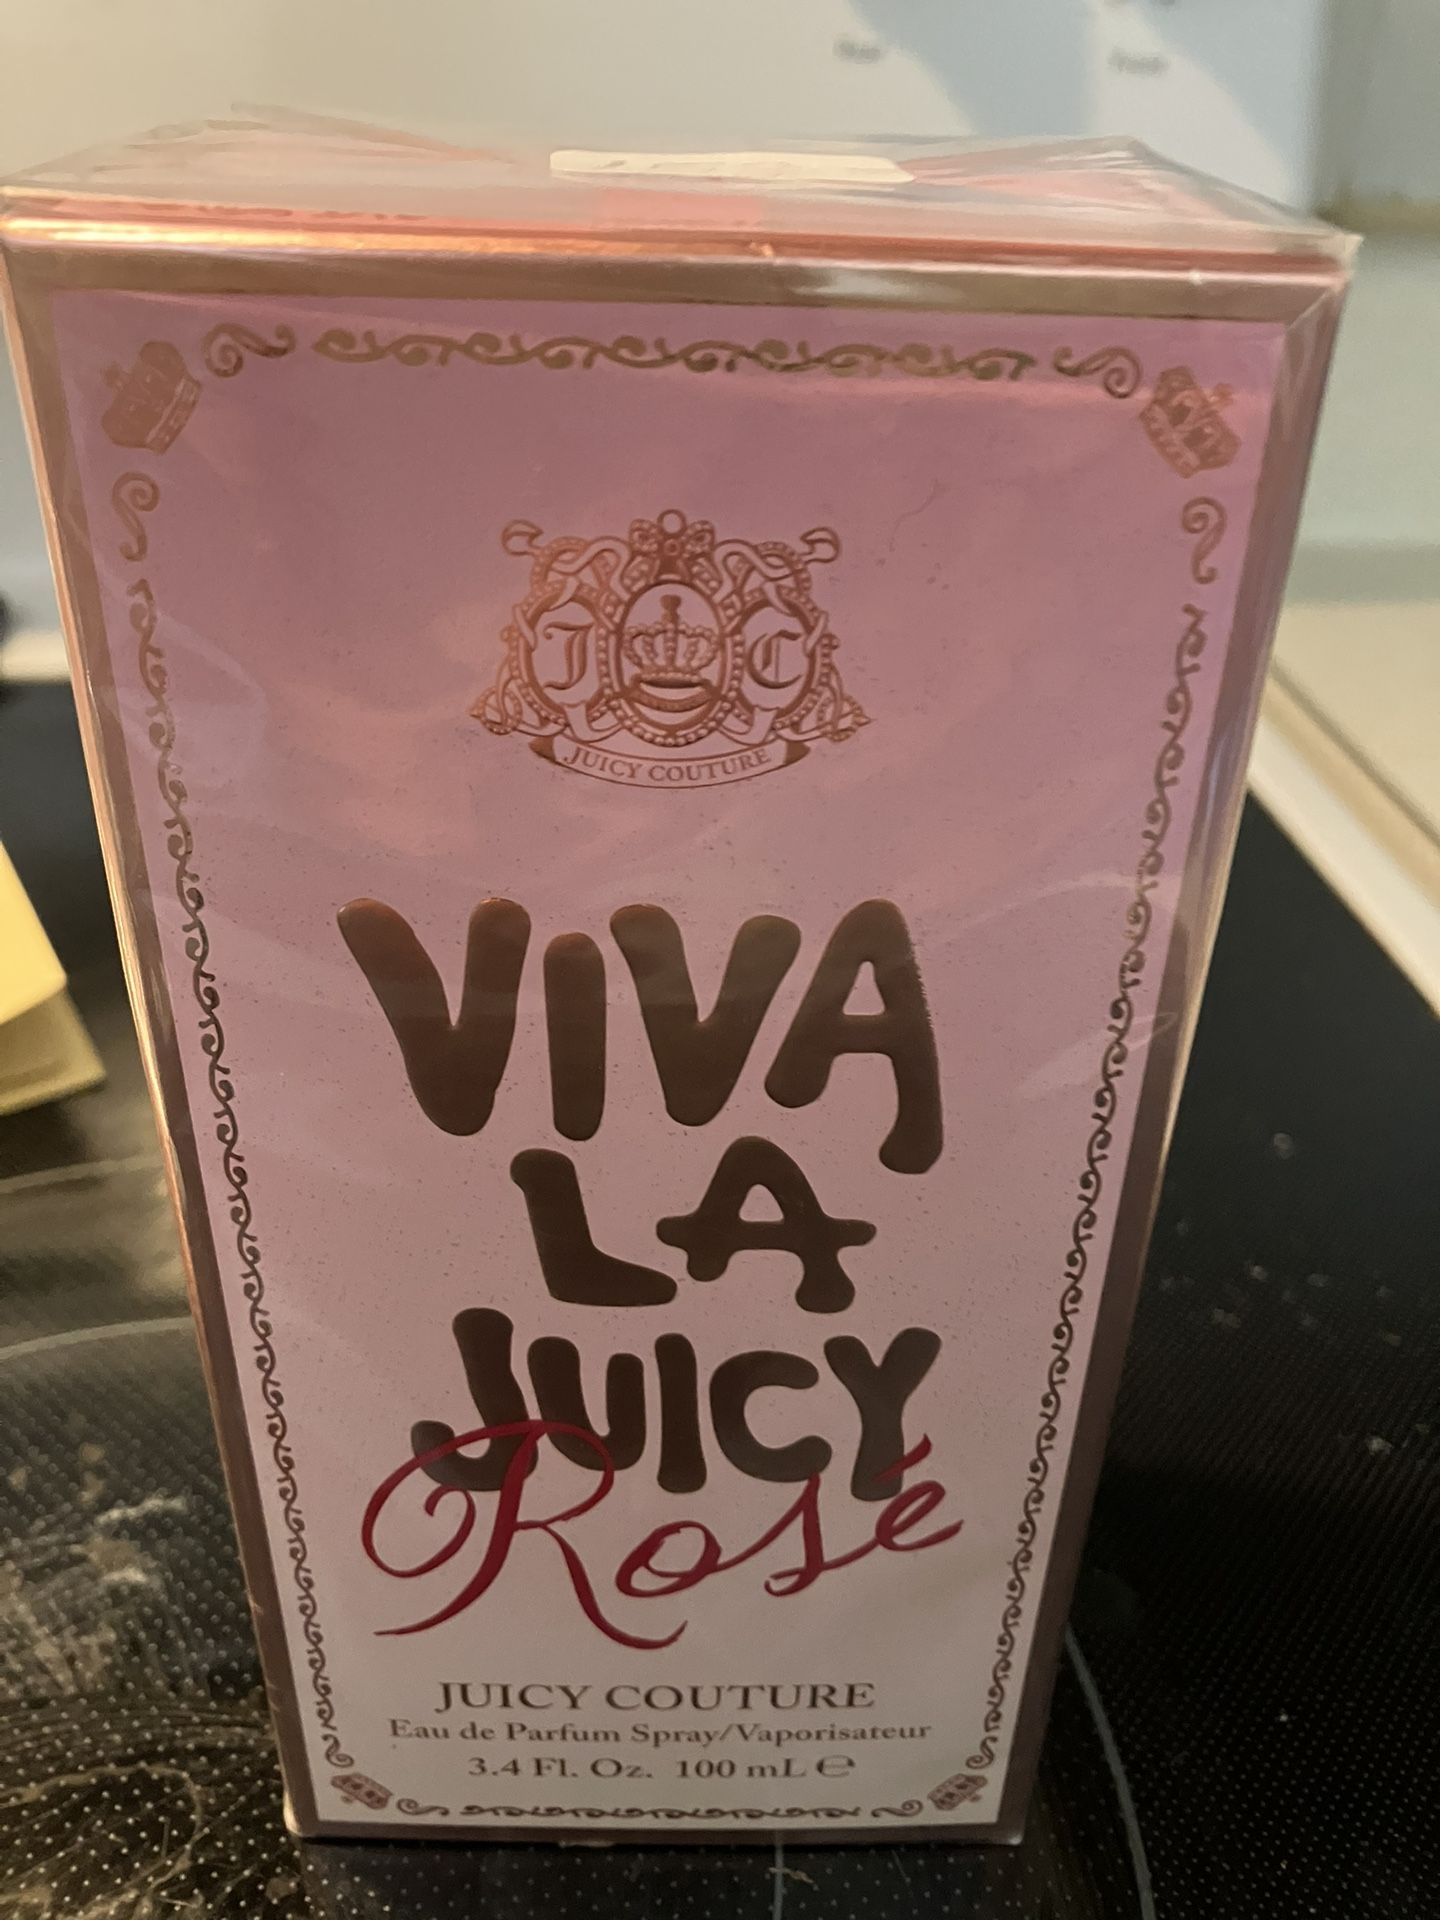 J C
JUICY COUTURE
VIVA
LA
JUICY
Rosé
JUICY COUTURE
Eau de Parfum Spray/Vaporisateur
3.4 Fl. Oz. 100 mL ℮